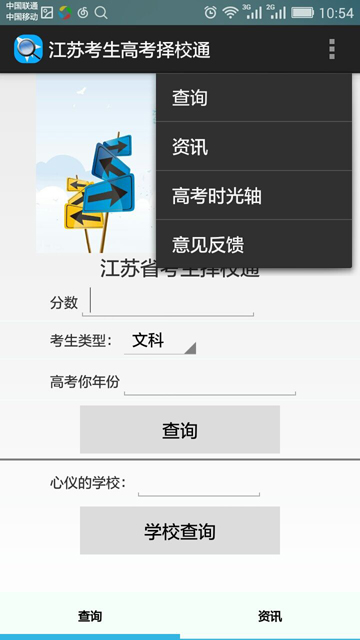 中国联通
中国移动
3G
2G
10:54
江苏考生高考择校通
查询
资讯
高考时光轴
意见反馈
江苏省考生择校通
分数
考生类型： 文科
高考你年份
查询
心仪的学校：
学校查询
查询 资讯